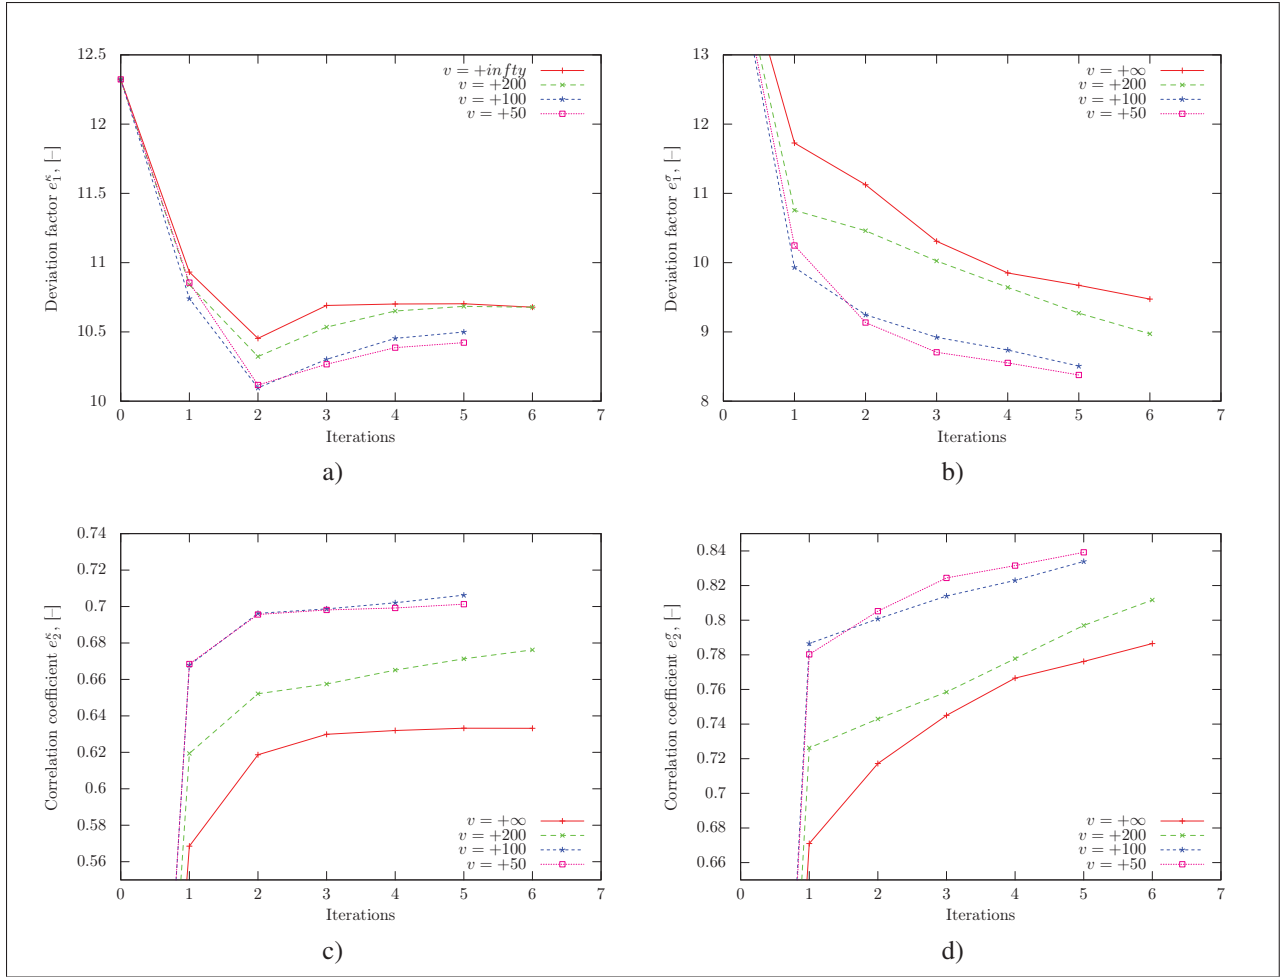 12.5
12
11.5
11
10.5
10
0 1 2 3 4 5 6 7
Deviation factor e₁^κ, [–]
Iterations
v = +infty
v = +200
v = +100
v = +50
a)
13
12
11
10
9
8
0 1 2 3 4 5 6 7
Deviation factor e₁^σ, [–]
Iterations
v = +∞
v = +200
v = +100
v = +50
b)
0.74
0.72
0.7
0.68
0.66
0.64
0.62
0.6
0.58
0.56
0 1 2 3 4 5 6 7
Correlation coefficient e₂^κ, [–]
Iterations
v = +∞
v = +200
v = +100
v = +50
c)
0.84
0.82
0.8
0.78
0.76
0.74
0.72
0.7
0.68
0.66
0 1 2 3 4 5 6 7
Correlation coefficient e₂^σ, [–]
Iterations
v = +∞
v = +200
v = +100
v = +50
d)